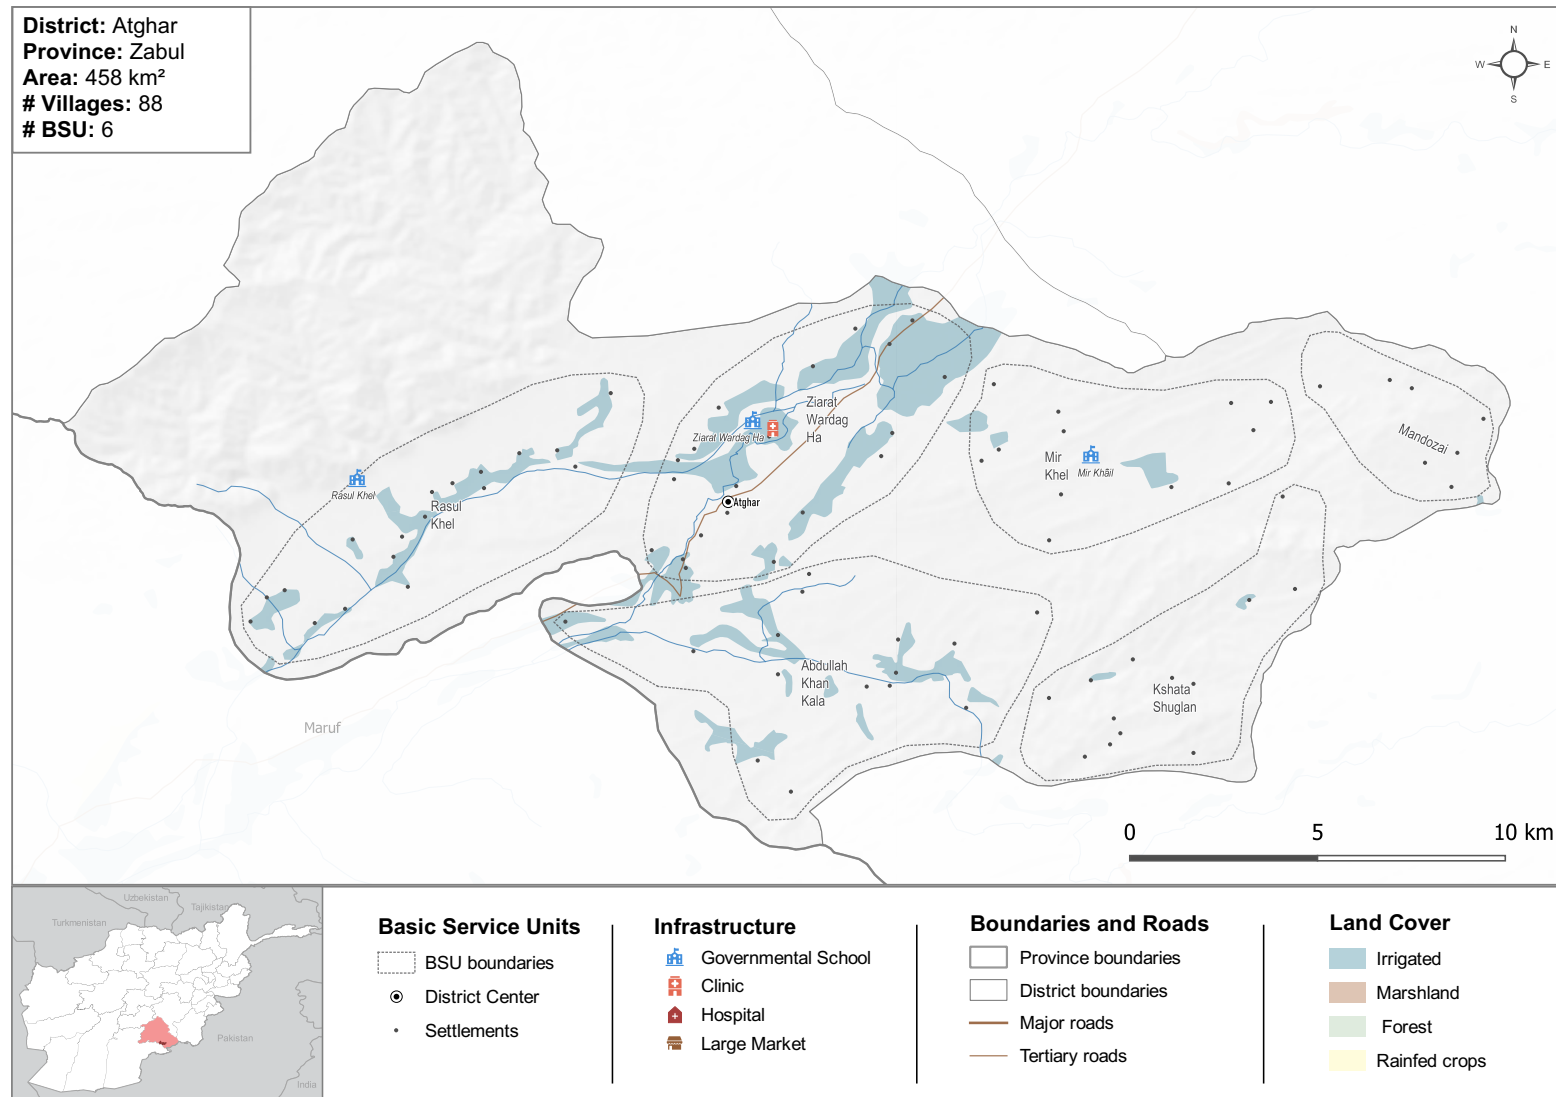 District: Atghar
Province: Zabul
Area: 458 km²
# Villages: 88
# BSU: 6
N
W
E
S
Ziarat
Wardag
Ha
Ziarat Wardag Ha
Atghar
Rasul Khel
Rasul
Khel
Mir
Khel
Mir Khāil
Mandozai
Abdullah
Khan
Kala
Kshata
Shuglan
Maruf
0
5
10 km
Uzbekistan
Tajikistan
Turkmenistan
Pakistan
India
Basic Service Units
BSU boundaries
District Center
Settlements
Infrastructure
Governmental School
Clinic
Hospital
Large Market
Boundaries and Roads
Province boundaries
District boundaries
Major roads
Tertiary roads
Land Cover
Irrigated
Marshland
Forest
Rainfed crops